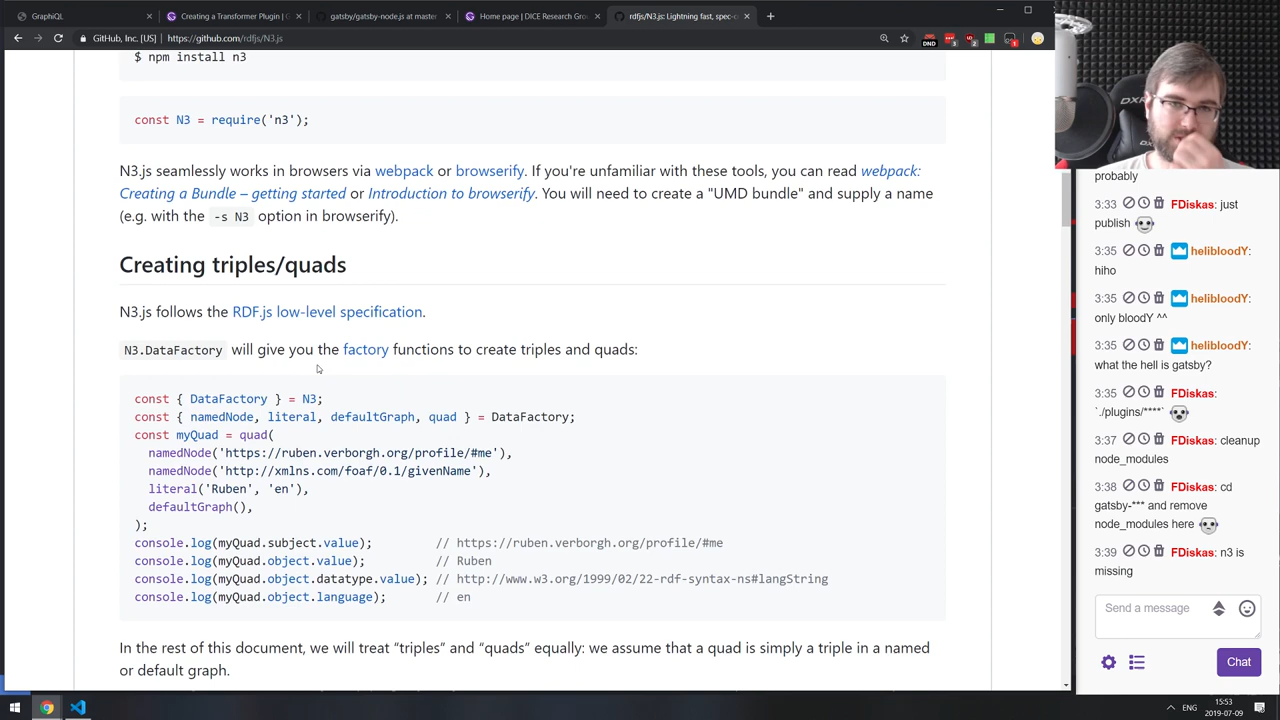 GraphiQL
Creating a Transformer Plugin | G
gatsby/gatsby-node.js at master
Home page | DICE Research Grou
rdfjs/N3.js: Lightning fast, spec-c
GitHub, Inc. [US] | https://github.com/rdfjs/N3.js
DND
3
2
1
$ npm install n3
const N3 = require('n3');
N3.js seamlessly works in browsers via webpack or browserify. If you're unfamiliar with these tools, you can read webpack:
Creating a Bundle – getting started or Introduction to browserify. You will need to create a "UMD bundle" and supply a name
(e.g. with the -s N3 option in browserify).
Creating triples/quads
N3.js follows the RDF.js low-level specification.
N3.DataFactory will give you the factory functions to create triples and quads:
const { DataFactory } = N3;
const { namedNode, literal, defaultGraph, quad } = DataFactory;
const myQuad = quad(
namedNode('https://ruben.verborgh.org/profile/#me'),
namedNode('http://xmlns.com/foaf/0.1/givenName'),
literal('Ruben', 'en'),
defaultGraph(),
);
console.log(myQuad.subject.value); // https://ruben.verborgh.org/profile/#me
console.log(myQuad.object.value); // Ruben
console.log(myQuad.object.datatype.value); // http://www.w3.org/1999/02/22-rdf-syntax-ns#langString
console.log(myQuad.object.language); // en
In the rest of this document, we will treat “triples” and “quads” equally: we assume that a quad is simply a triple in a named
or default graph.
DXR
probably
3:33 FDiskas: just
publish
3:35 helibloodY:
hiho
3:35 helibloodY:
only bloodY ^^
3:35 helibloodY:
what the hell is gatsby?
3:35 FDiskas:
`./plugins/****`
3:37 FDiskas: cleanup
node_modules
3:38 FDiskas: cd
gatsby-*** and remove
node_modules here
3:39 FDiskas: n3 is
missing
Send a message
Chat
ENG
15:53
2019-07-09